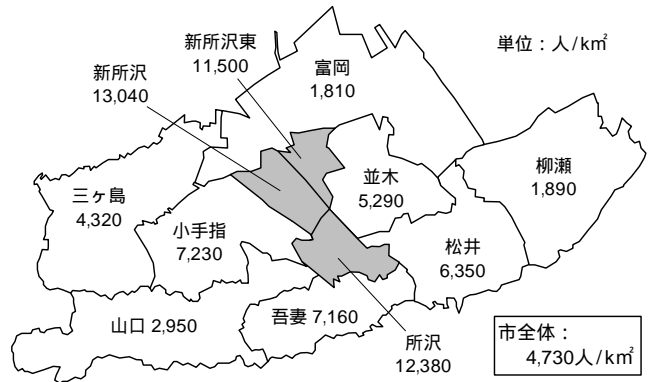 新所沢東
11,500
単位：人/k㎡
新所沢
13,040
富岡
1,810
柳瀬
1,890
並木
5,290
三ヶ島
4,320
小手指
7,230
松井
6,350
山口 2,950
吾妻 7,160
所沢
12,380
市全体：
4,730人/k㎡